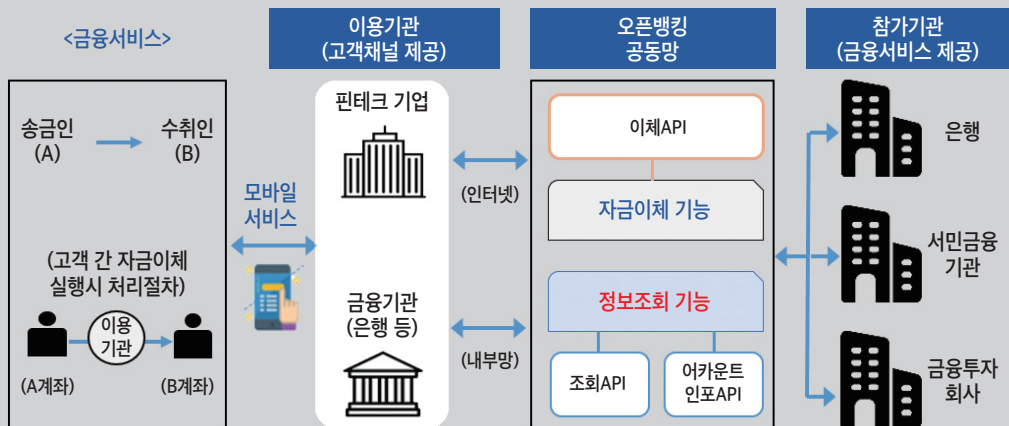 <금융서비스>
이용기관
(고객채널 제공)
오픈뱅킹
공동망
참가기관
(금융서비스 제공)
송금인
(A)
수취인
(B)
(고객 간 자금이체
실행시 처리절차)
이용
기관
(A계좌)
(B계좌)
모바일
서비스
핀테크 기업
금융기관
(은행 등)
(인터넷)
(내부망)
이체API
자금이체 기능
정보조회 기능
조회API
어카운트
인포API
은행
서민금융
기관
금융투자
회사